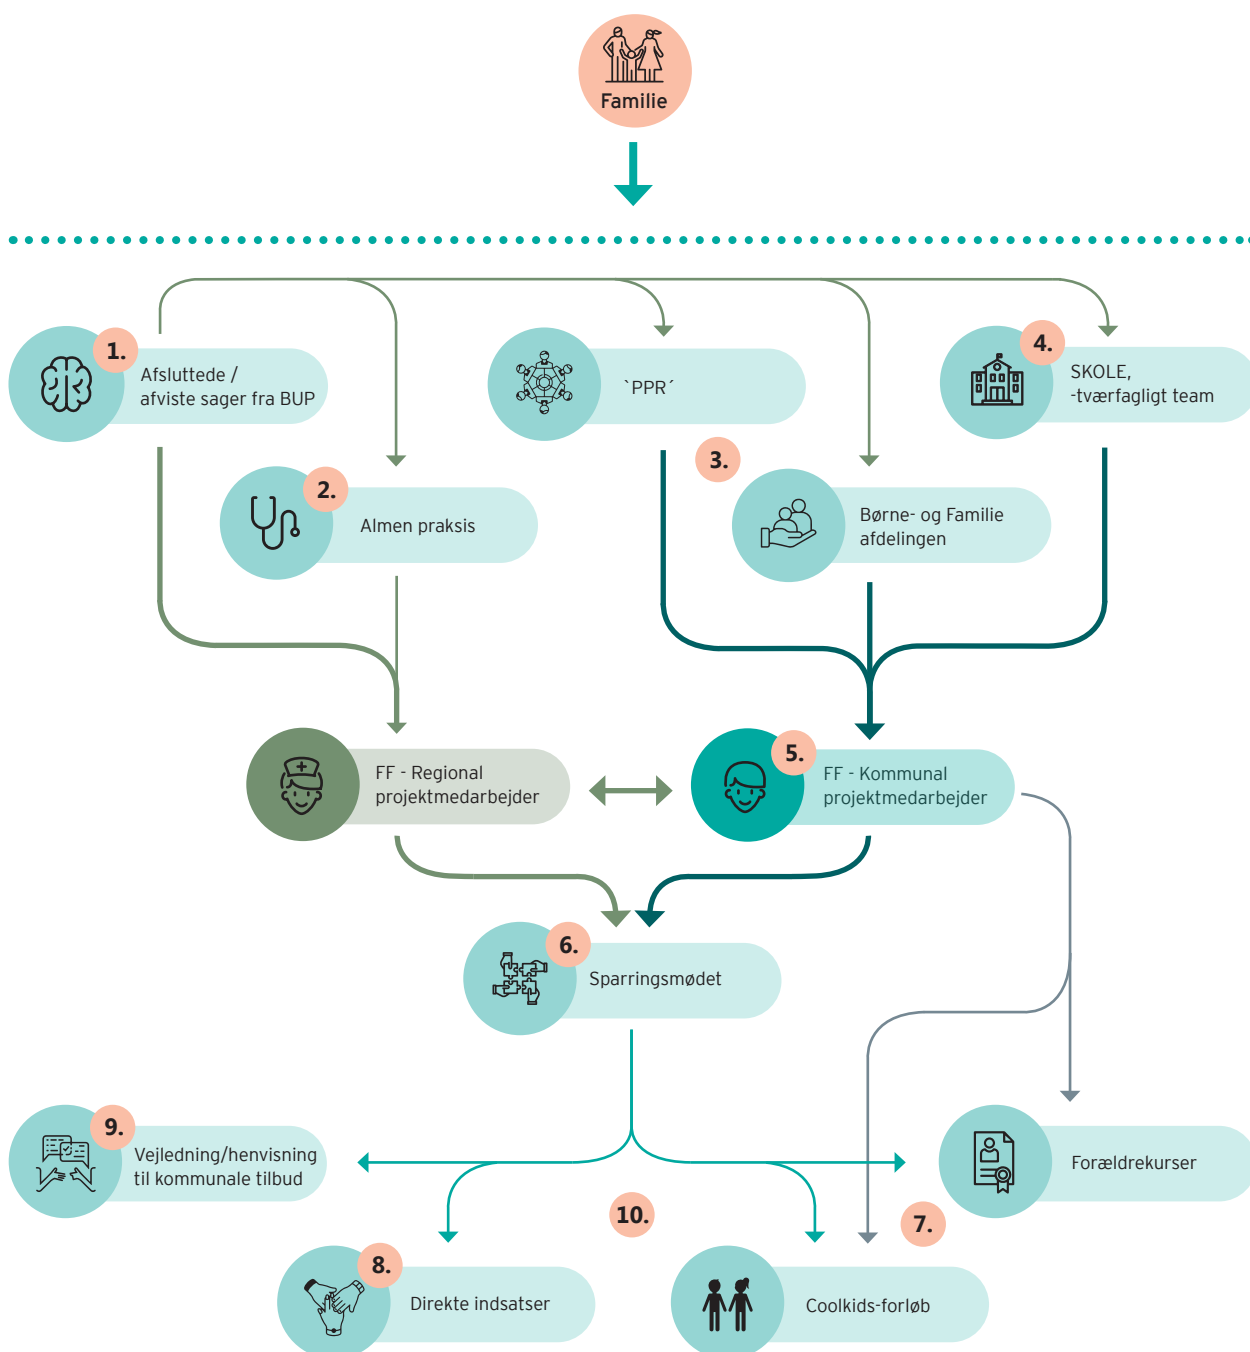 Familie
1.
Afsluttede /
afviste sager fra BUP
`PPR´
4.
SKOLE,
-tværfagligt team
2.
Almen praksis
3.
Børne- og Familie
afdelingen
FF - Regional
projektmedarbejder
5.
FF - Kommunal
projektmedarbejder
6.
Sparringsmødet
9.
Vejledning/henvisning
til kommunale tilbud
Forældrekurser
10.
7.
8.
Direkte indsatser
Coolkids-forløb